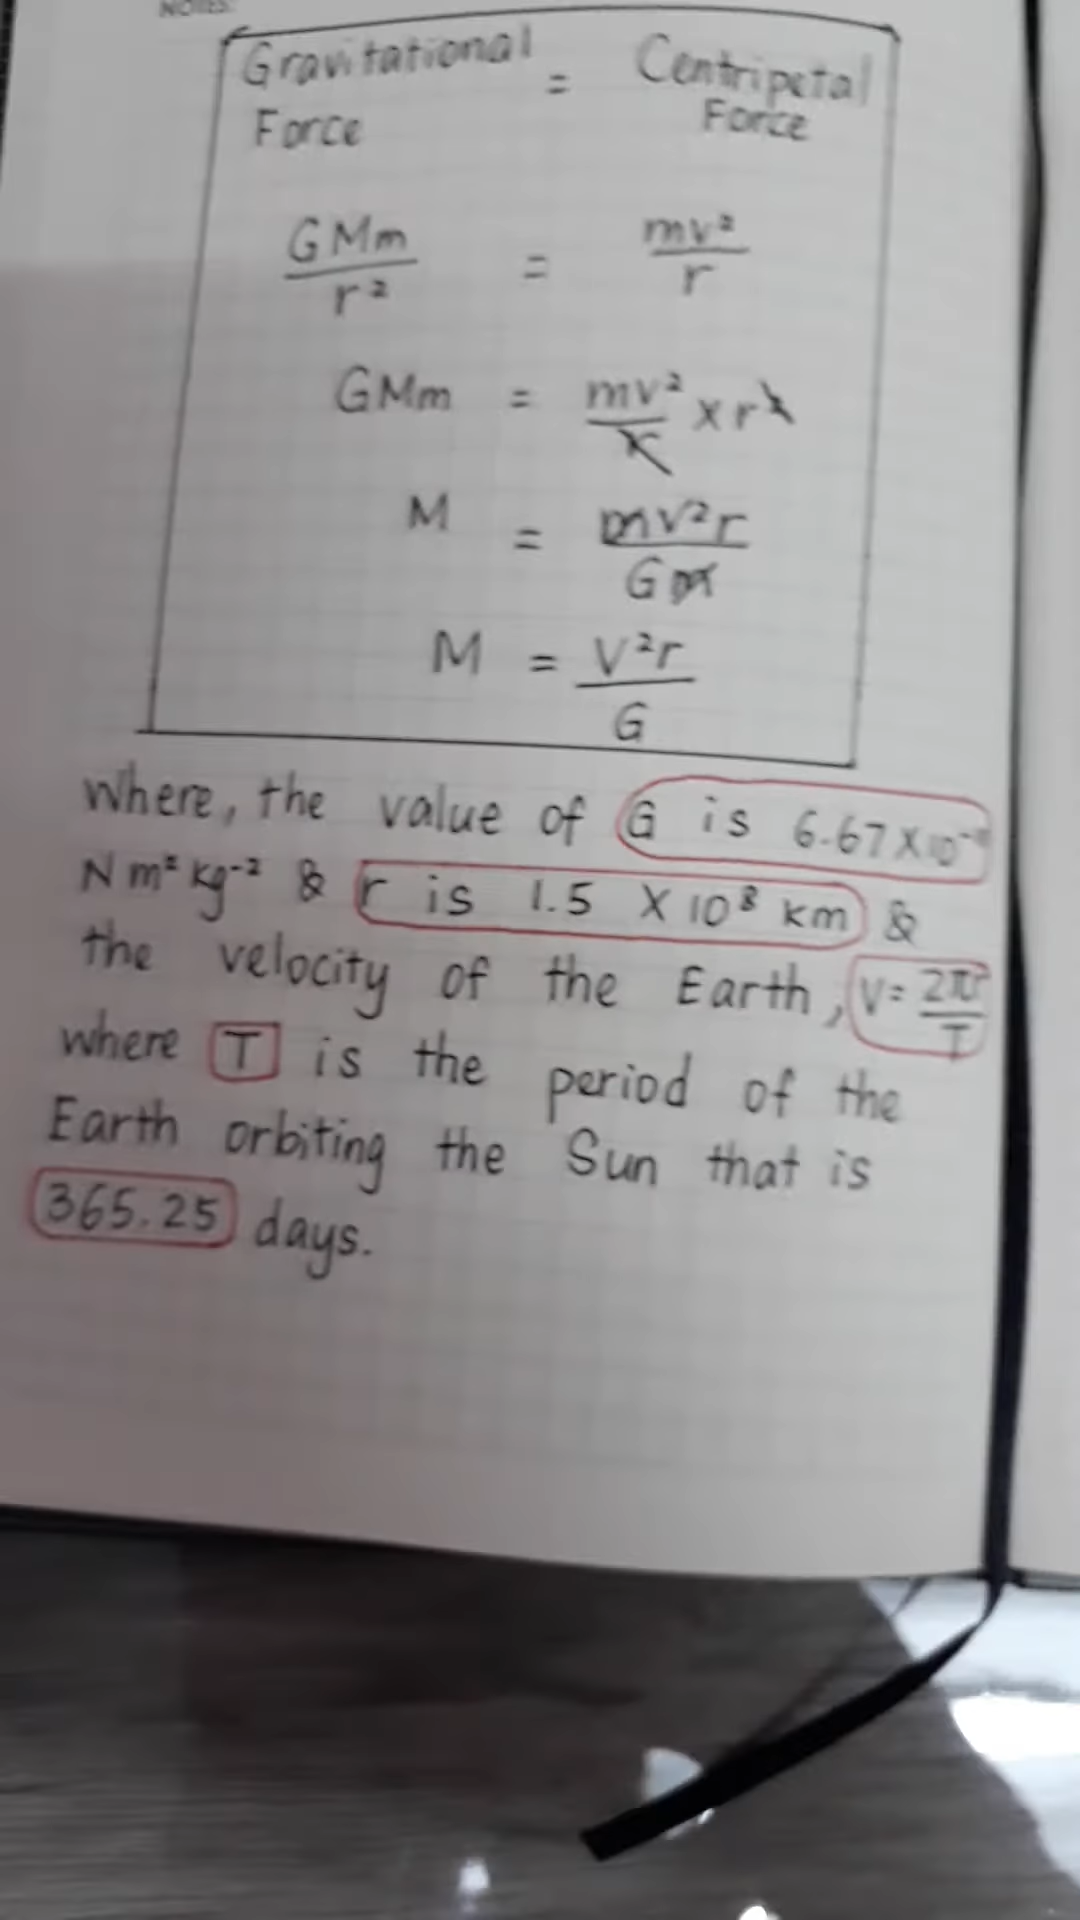 NOTES:
Gravitational Force = Centripetal Force
GMm/r² = mv²/r
GMm = mv²/r × r²
M = mv²r/Gm
M = v²r/G
Where, the value of G is 6.67 × 10⁻¹¹
N m² kg⁻² & r is 1.5 × 10⁸ km &
the velocity of the Earth, v = 2πr/T
where T is the period of the
Earth orbiting the Sun that is
365.25 days.